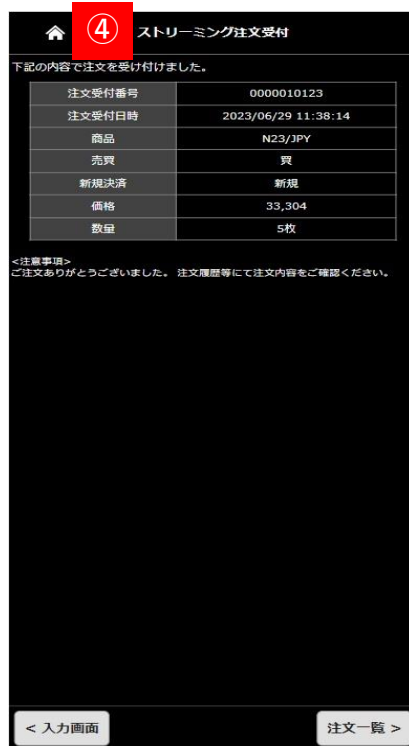 ④ ストリーミング注文受付
下記の内容で注文を受け付けました。
注文受付番号 0000010123
注文受付日時 2023/06/29 11:38:14
商品 N23/JPY
売買 買
新規決済 新規
価格 33,304
数量 5枚
<注意事項>
ご注文ありがとうございました。 注文履歴等にて注文内容をご確認ください。
< 入力画面 注文一覧 >